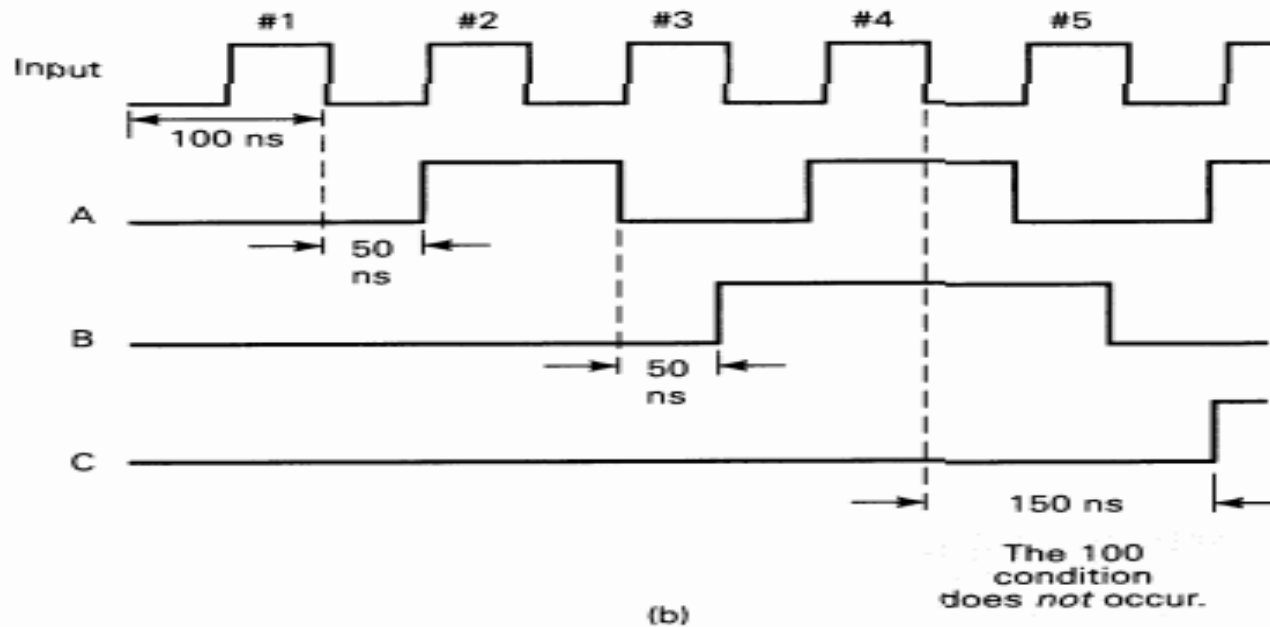 #1 #2 #3 #4 #5
Input
100 ns
A
50
ns
B
50
ns
C
150 ns
The 100
condition
does not occur.
(b)